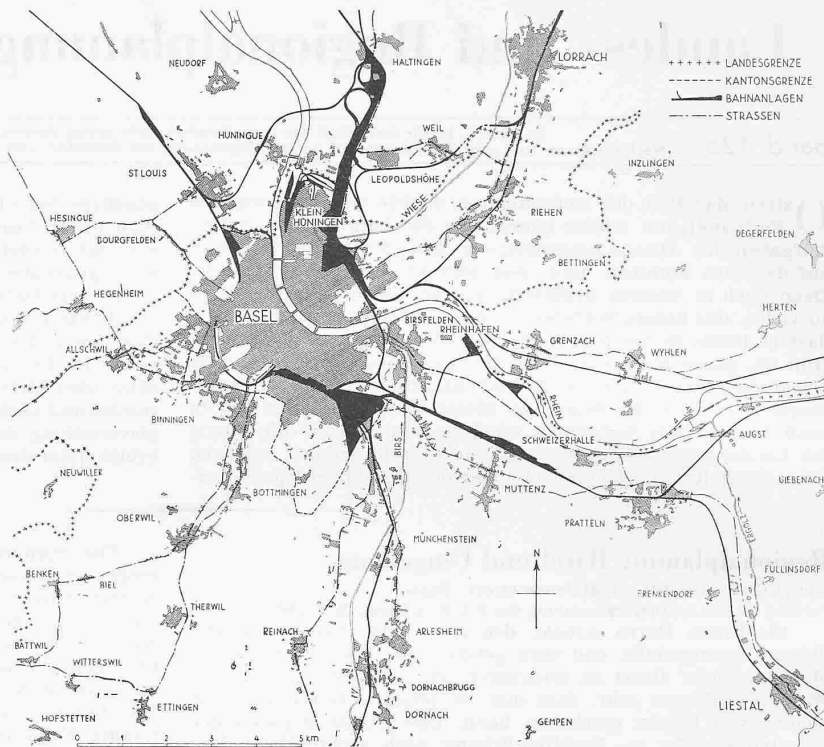 LORRACH
HALTINGEN
NEUDORF
+ + + + + + + LANDESGRENZE
- - - - - - - KANTONSGRENZE
BAHNANLAGEN
STRASSEN
HUNINGUE
WEIL
ST LOUIS
LEOPOLDSHÖHE
INZLINGEN
WIESE
KLEIN
HÜNINGEN
RIEHEN
HESINGUE
BOURGFELDEN
DEGERFELDEN
BETTINGEN
HEGENHEIM
BASEL
HERTEN
BIRSFELDEN
RHEINHAFEN
GRENZACH
ALLSCHWIL
WYHLEN
RHEIN
BINNINGEN
BIRS
SCHWEIZERHALLE
AUGST
NEUWILLER
GIEBENACH
BOTTMINGEN
MUTTENZ
OBERWIL
PRATTELN
ERGOLZ
MÜNCHENSTEIN
N
BENKEN
BIEL
FÜLLINSDORF
FRENKENDORF
THERWIL
REINACH
ARLESHEIM
BÄTTWIL
WITTERSWIL
LIESTAL
DORNACHBRUGG
ETTINGEN
DORNACH
HOFSTETTEN
GEMPEN
0 1 2 3 4 5 km